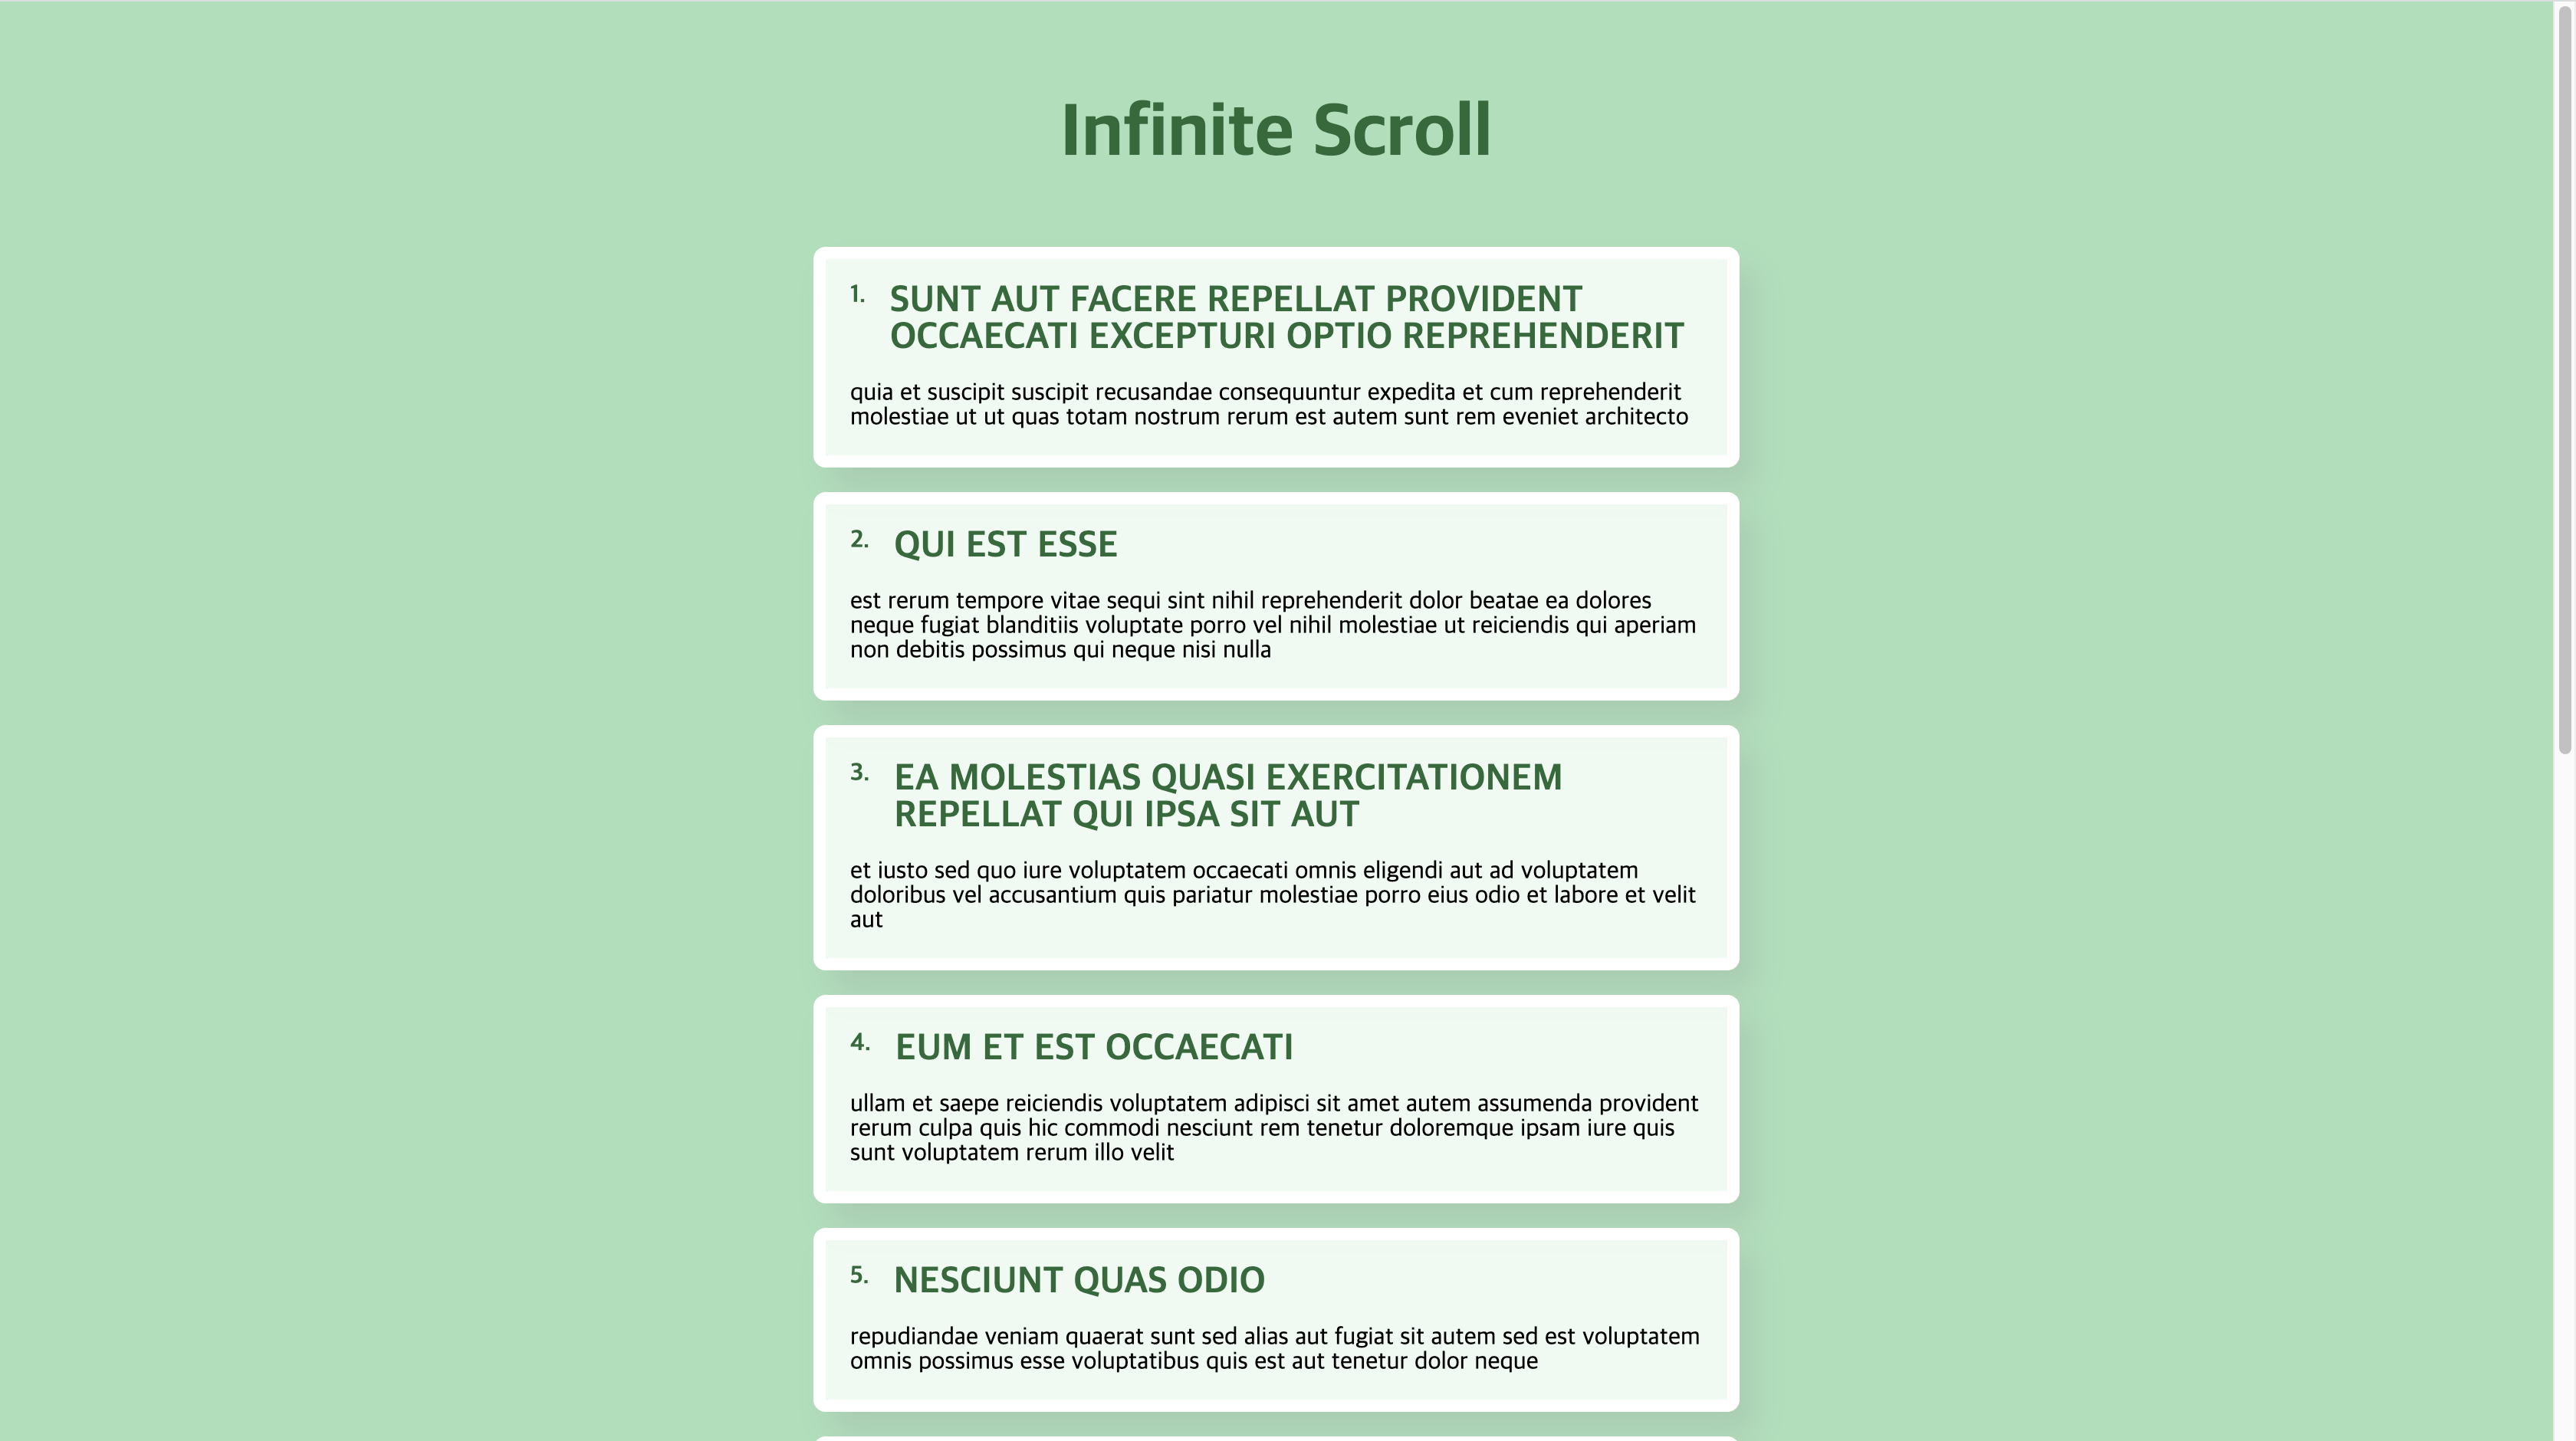 Infinite Scroll
1. SUNT AUT FACERE REPELLAT PROVIDENT
OCCAECATI EXCEPTURI OPTIO REPREHENDERIT
quia et suscipit suscipit recusandae consequuntur expedita et cum reprehenderit
molestiae ut ut quas totam nostrum rerum est autem sunt rem eveniet architecto
2. QUI EST ESSE
est rerum tempore vitae sequi sint nihil reprehenderit dolor beatae ea dolores
neque fugiat blanditiis voluptate porro vel nihil molestiae ut reiciendis qui aperiam
non debitis possimus qui neque nisi nulla
3. EA MOLESTIAS QUASI EXERCITATIONEM
REPELLAT QUI IPSA SIT AUT
et iusto sed quo iure voluptatem occaecati omnis eligendi aut ad voluptatem
doloribus vel accusantium quis pariatur molestiae porro eius odio et labore et velit
aut
4. EUM ET EST OCCAECATI
ullam et saepe reiciendis voluptatem adipisci sit amet autem assumenda provident
rerum culpa quis hic commodi nesciunt rem tenetur doloremque ipsam iure quis
sunt voluptatem rerum illo velit
5. NESCIUNT QUAS ODIO
repudiandae veniam quaerat sunt sed alias aut fugiat sit autem sed est voluptatem
omnis possimus esse voluptatibus quis est aut tenetur dolor neque